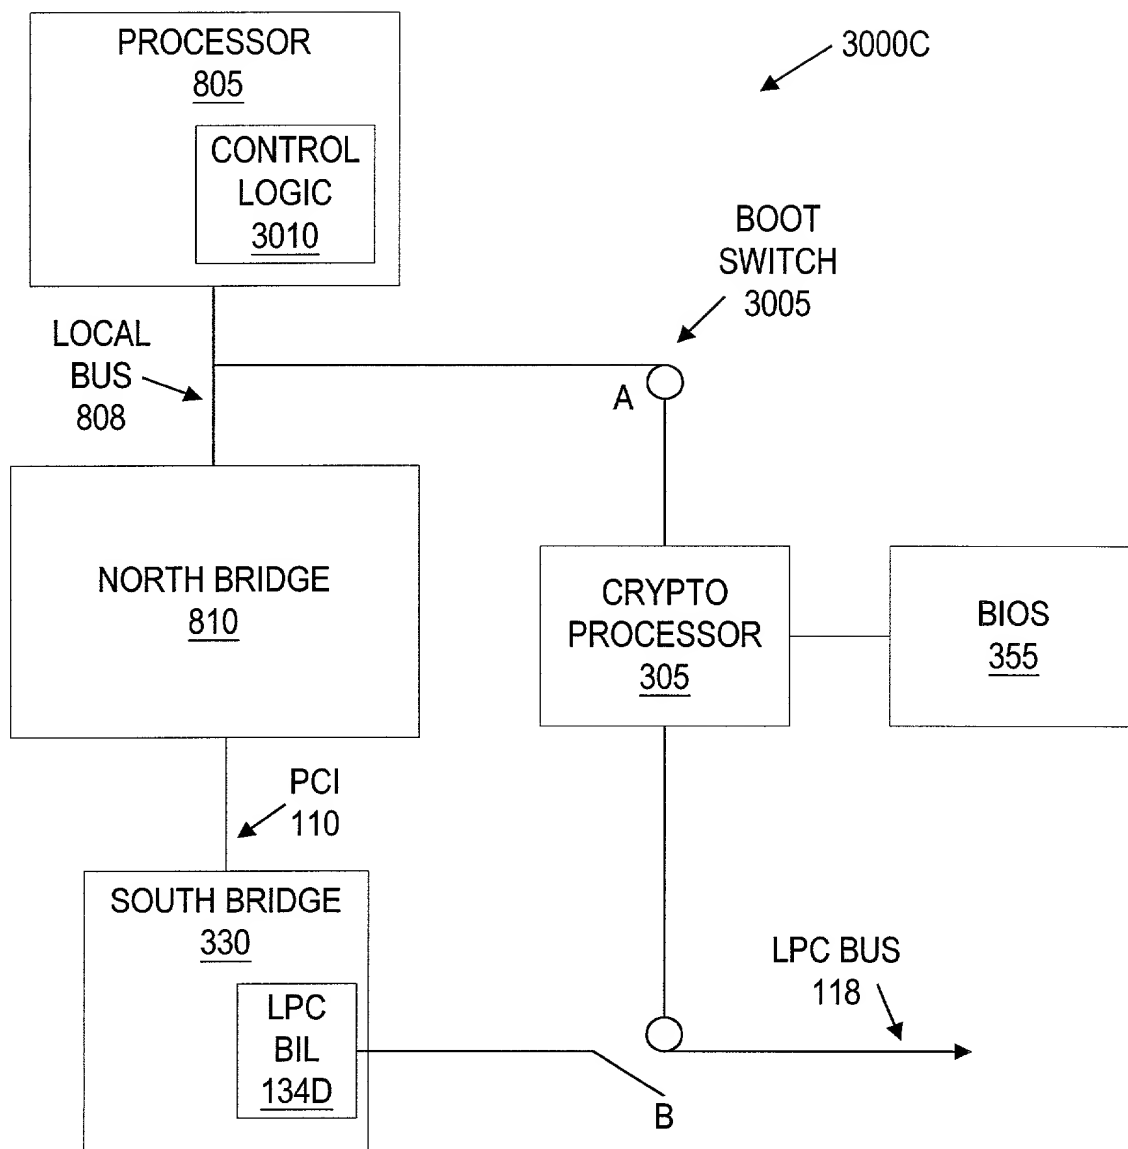 PROCESSOR
805
CONTROL
LOGIC
3010
3000C
BOOT
SWITCH
3005
LOCAL
BUS
808
A
NORTH BRIDGE
810
CRYPTO
PROCESSOR
305
BIOS
355
PCI
110
SOUTH BRIDGE
330
LPC
BIL
134D
LPC BUS
118
B